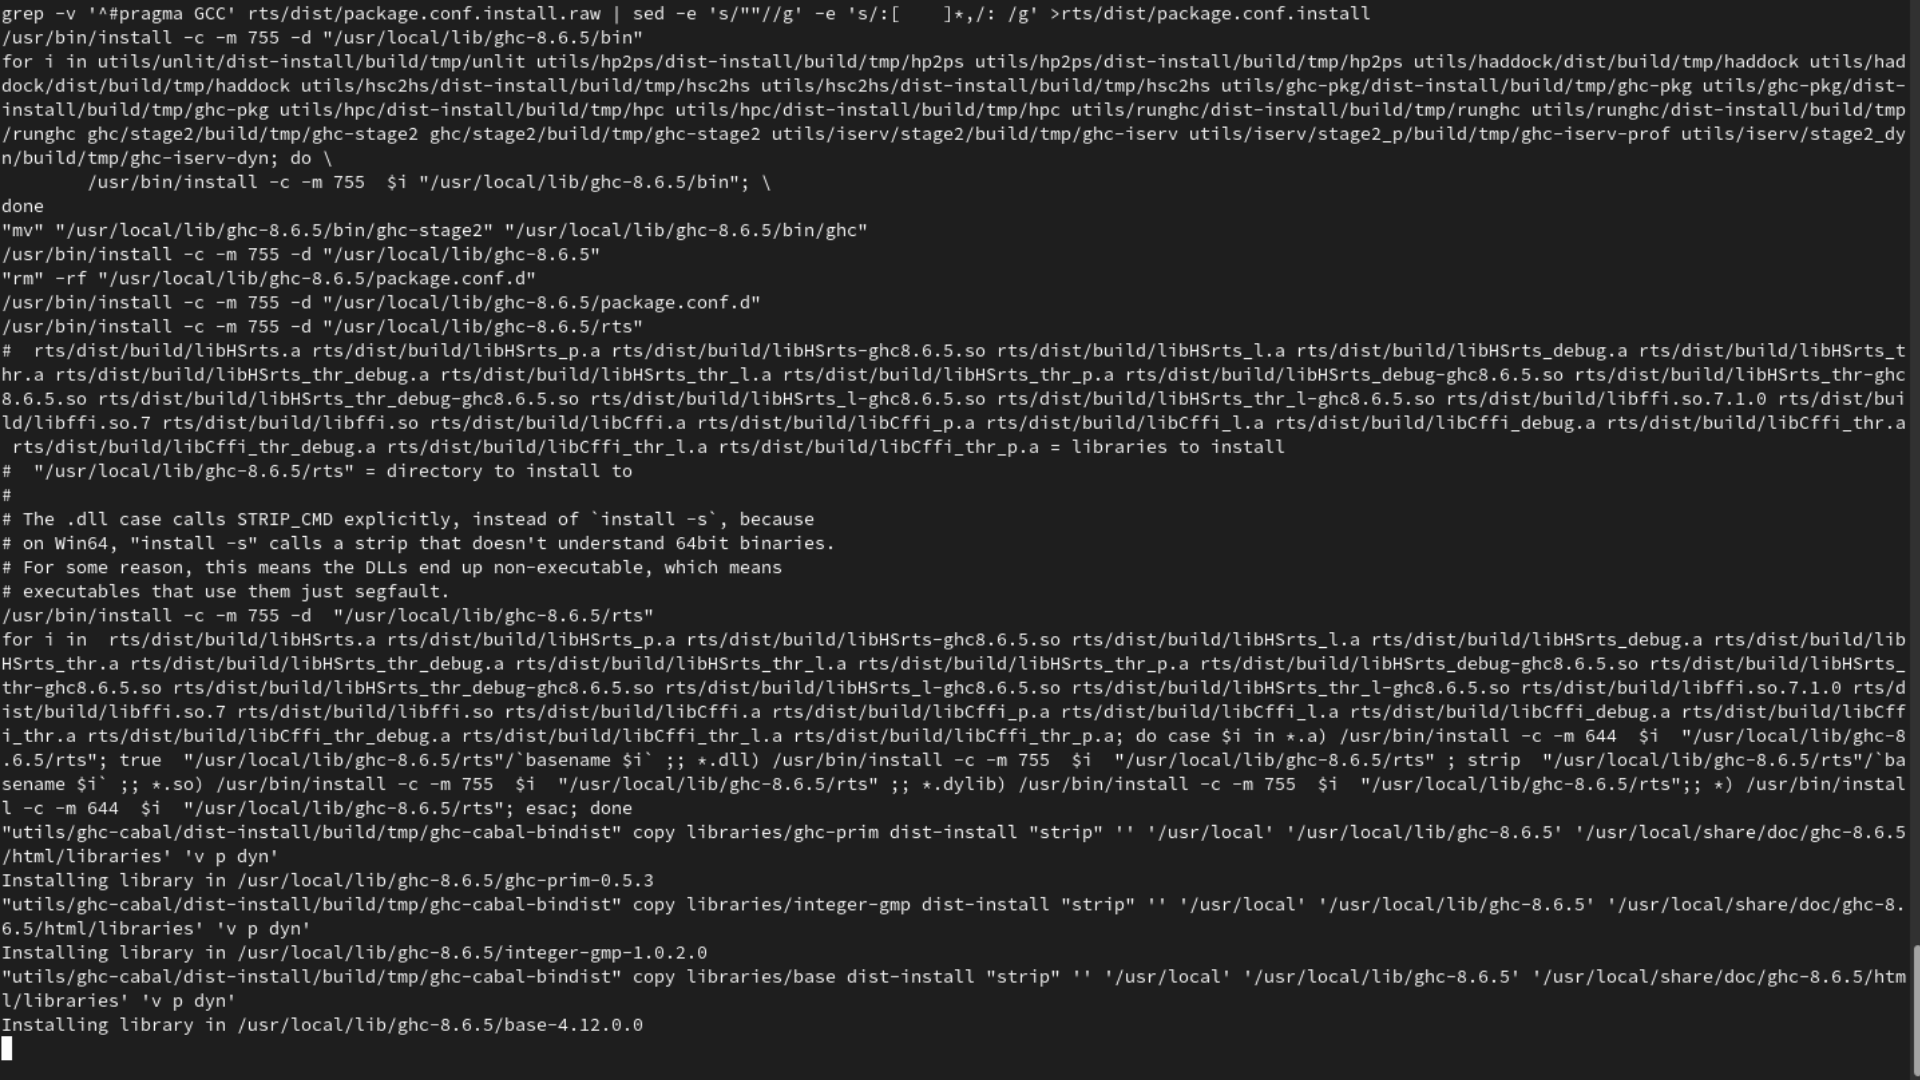 grep -v '^#pragma GCC' rts/dist/package.conf.install.raw | sed -e 's/""//g' -e 's/:[    ]*,/: /g' >rts/dist/package.conf.install
/usr/bin/install -c -m 755 -d "/usr/local/lib/ghc-8.6.5/bin"
for i in utils/unlit/dist-install/build/tmp/unlit utils/hp2ps/dist-install/build/tmp/hp2ps utils/hp2ps/dist-install/build/tmp/hp2ps utils/haddock/dist/build/tmp/haddock utils/had
dock/dist/build/tmp/haddock utils/hsc2hs/dist-install/build/tmp/hsc2hs utils/hsc2hs/dist-install/build/tmp/hsc2hs utils/ghc-pkg/dist-install/build/tmp/ghc-pkg utils/ghc-pkg/dist-
install/build/tmp/ghc-pkg utils/hpc/dist-install/build/tmp/hpc utils/hpc/dist-install/build/tmp/hpc utils/runghc/dist-install/build/tmp/runghc utils/runghc/dist-install/build/tmp
/runghc ghc/stage2/build/tmp/ghc-stage2 ghc/stage2/build/tmp/ghc-stage2 utils/iserv/stage2/build/tmp/ghc-iserv utils/iserv/stage2_p/build/tmp/ghc-iserv-prof utils/iserv/stage2_dy
n/build/tmp/ghc-iserv-dyn; do \
        /usr/bin/install -c -m 755  $i "/usr/local/lib/ghc-8.6.5/bin"; \
done
"mv" "/usr/local/lib/ghc-8.6.5/bin/ghc-stage2" "/usr/local/lib/ghc-8.6.5/bin/ghc"
/usr/bin/install -c -m 755 -d "/usr/local/lib/ghc-8.6.5"
"rm" -rf "/usr/local/lib/ghc-8.6.5/package.conf.d"
/usr/bin/install -c -m 755 -d "/usr/local/lib/ghc-8.6.5/package.conf.d"
/usr/bin/install -c -m 755 -d "/usr/local/lib/ghc-8.6.5/rts"
#  rts/dist/build/libHSrts.a rts/dist/build/libHSrts_p.a rts/dist/build/libHSrts-ghc8.6.5.so rts/dist/build/libHSrts_l.a rts/dist/build/libHSrts_debug.a rts/dist/build/libHSrts_t
hr.a rts/dist/build/libHSrts_thr_debug.a rts/dist/build/libHSrts_thr_l.a rts/dist/build/libHSrts_thr_p.a rts/dist/build/libHSrts_debug-ghc8.6.5.so rts/dist/build/libHSrts_thr-ghc
8.6.5.so rts/dist/build/libHSrts_thr_debug-ghc8.6.5.so rts/dist/build/libHSrts_l-ghc8.6.5.so rts/dist/build/libHSrts_thr_l-ghc8.6.5.so rts/dist/build/libffi.so.7.1.0 rts/dist/bui
ld/libffi.so.7 rts/dist/build/libffi.so rts/dist/build/libCffi.a rts/dist/build/libCffi_p.a rts/dist/build/libCffi_l.a rts/dist/build/libCffi_debug.a rts/dist/build/libCffi_thr.a
 rts/dist/build/libCffi_thr_debug.a rts/dist/build/libCffi_thr_l.a rts/dist/build/libCffi_thr_p.a = libraries to install
#  "/usr/local/lib/ghc-8.6.5/rts" = directory to install to
#
# The .dll case calls STRIP_CMD explicitly, instead of `install -s`, because
# on Win64, "install -s" calls a strip that doesn't understand 64bit binaries.
# For some reason, this means the DLLs end up non-executable, which means
# executables that use them just segfault.
/usr/bin/install -c -m 755 -d  "/usr/local/lib/ghc-8.6.5/rts"
for i in  rts/dist/build/libHSrts.a rts/dist/build/libHSrts_p.a rts/dist/build/libHSrts-ghc8.6.5.so rts/dist/build/libHSrts_l.a rts/dist/build/libHSrts_debug.a rts/dist/build/lib
HSrts_thr.a rts/dist/build/libHSrts_thr_debug.a rts/dist/build/libHSrts_thr_l.a rts/dist/build/libHSrts_thr_p.a rts/dist/build/libHSrts_debug-ghc8.6.5.so rts/dist/build/libHSrts_
thr-ghc8.6.5.so rts/dist/build/libHSrts_thr_debug-ghc8.6.5.so rts/dist/build/libHSrts_l-ghc8.6.5.so rts/dist/build/libHSrts_thr_l-ghc8.6.5.so rts/dist/build/libffi.so.7.1.0 rts/d
ist/build/libffi.so.7 rts/dist/build/libffi.so rts/dist/build/libCffi.a rts/dist/build/libCffi_p.a rts/dist/build/libCffi_l.a rts/dist/build/libCffi_debug.a rts/dist/build/libCff
i_thr.a rts/dist/build/libCffi_thr_debug.a rts/dist/build/libCffi_thr_l.a rts/dist/build/libCffi_thr_p.a; do case $i in *.a) /usr/bin/install -c -m 644  $i  "/usr/local/lib/ghc-8
.6.5/rts"; true  "/usr/local/lib/ghc-8.6.5/rts"/`basename $i` ;; *.dll) /usr/bin/install -c -m 755  $i  "/usr/local/lib/ghc-8.6.5/rts" ; strip  "/usr/local/lib/ghc-8.6.5/rts"/`ba
sename $i` ;; *.so) /usr/bin/install -c -m 755  $i  "/usr/local/lib/ghc-8.6.5/rts" ;; *.dylib) /usr/bin/install -c -m 755  $i  "/usr/local/lib/ghc-8.6.5/rts";; *) /usr/bin/instal
l -c -m 644  $i  "/usr/local/lib/ghc-8.6.5/rts"; esac; done
"utils/ghc-cabal/dist-install/build/tmp/ghc-cabal-bindist" copy libraries/ghc-prim dist-install "strip" '' '/usr/local' '/usr/local/lib/ghc-8.6.5' '/usr/local/share/doc/ghc-8.6.5
/html/libraries' 'v p dyn'
Installing library in /usr/local/lib/ghc-8.6.5/ghc-prim-0.5.3
"utils/ghc-cabal/dist-install/build/tmp/ghc-cabal-bindist" copy libraries/integer-gmp dist-install "strip" '' '/usr/local' '/usr/local/lib/ghc-8.6.5' '/usr/local/share/doc/ghc-8.
6.5/html/libraries' 'v p dyn'
Installing library in /usr/local/lib/ghc-8.6.5/integer-gmp-1.0.2.0
"utils/ghc-cabal/dist-install/build/tmp/ghc-cabal-bindist" copy libraries/base dist-install "strip" '' '/usr/local' '/usr/local/lib/ghc-8.6.5' '/usr/local/share/doc/ghc-8.6.5/htm
l/libraries' 'v p dyn'
Installing library in /usr/local/lib/ghc-8.6.5/base-4.12.0.0